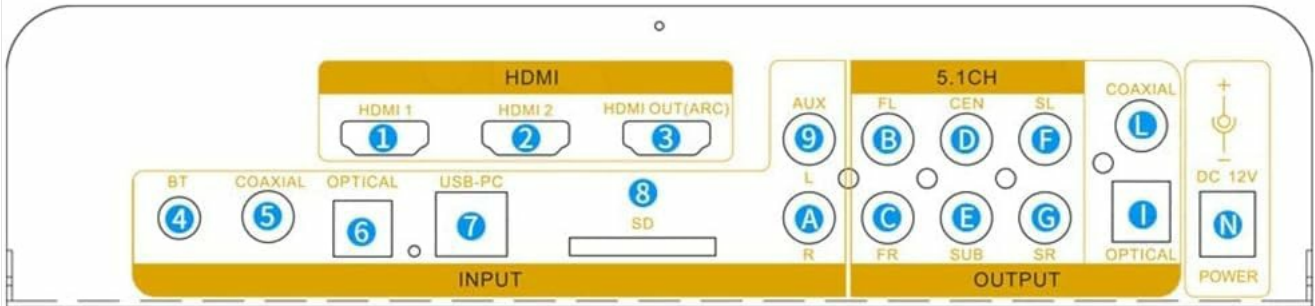 HDMI
HDMI 1
1
HDMI 2
2
HDMI OUT(ARC)
3
BT
4
COAXIAL
5
OPTICAL
6
USB-PC
7
8
SD
AUX
9
L
A
R
INPUT
5.1CH
FL
B
CEN
D
SL
F
C
FR
E
SUB
G
SR
COAXIAL
L
I
OPTICAL
OUTPUT
+
−
DC 12V
N
POWER